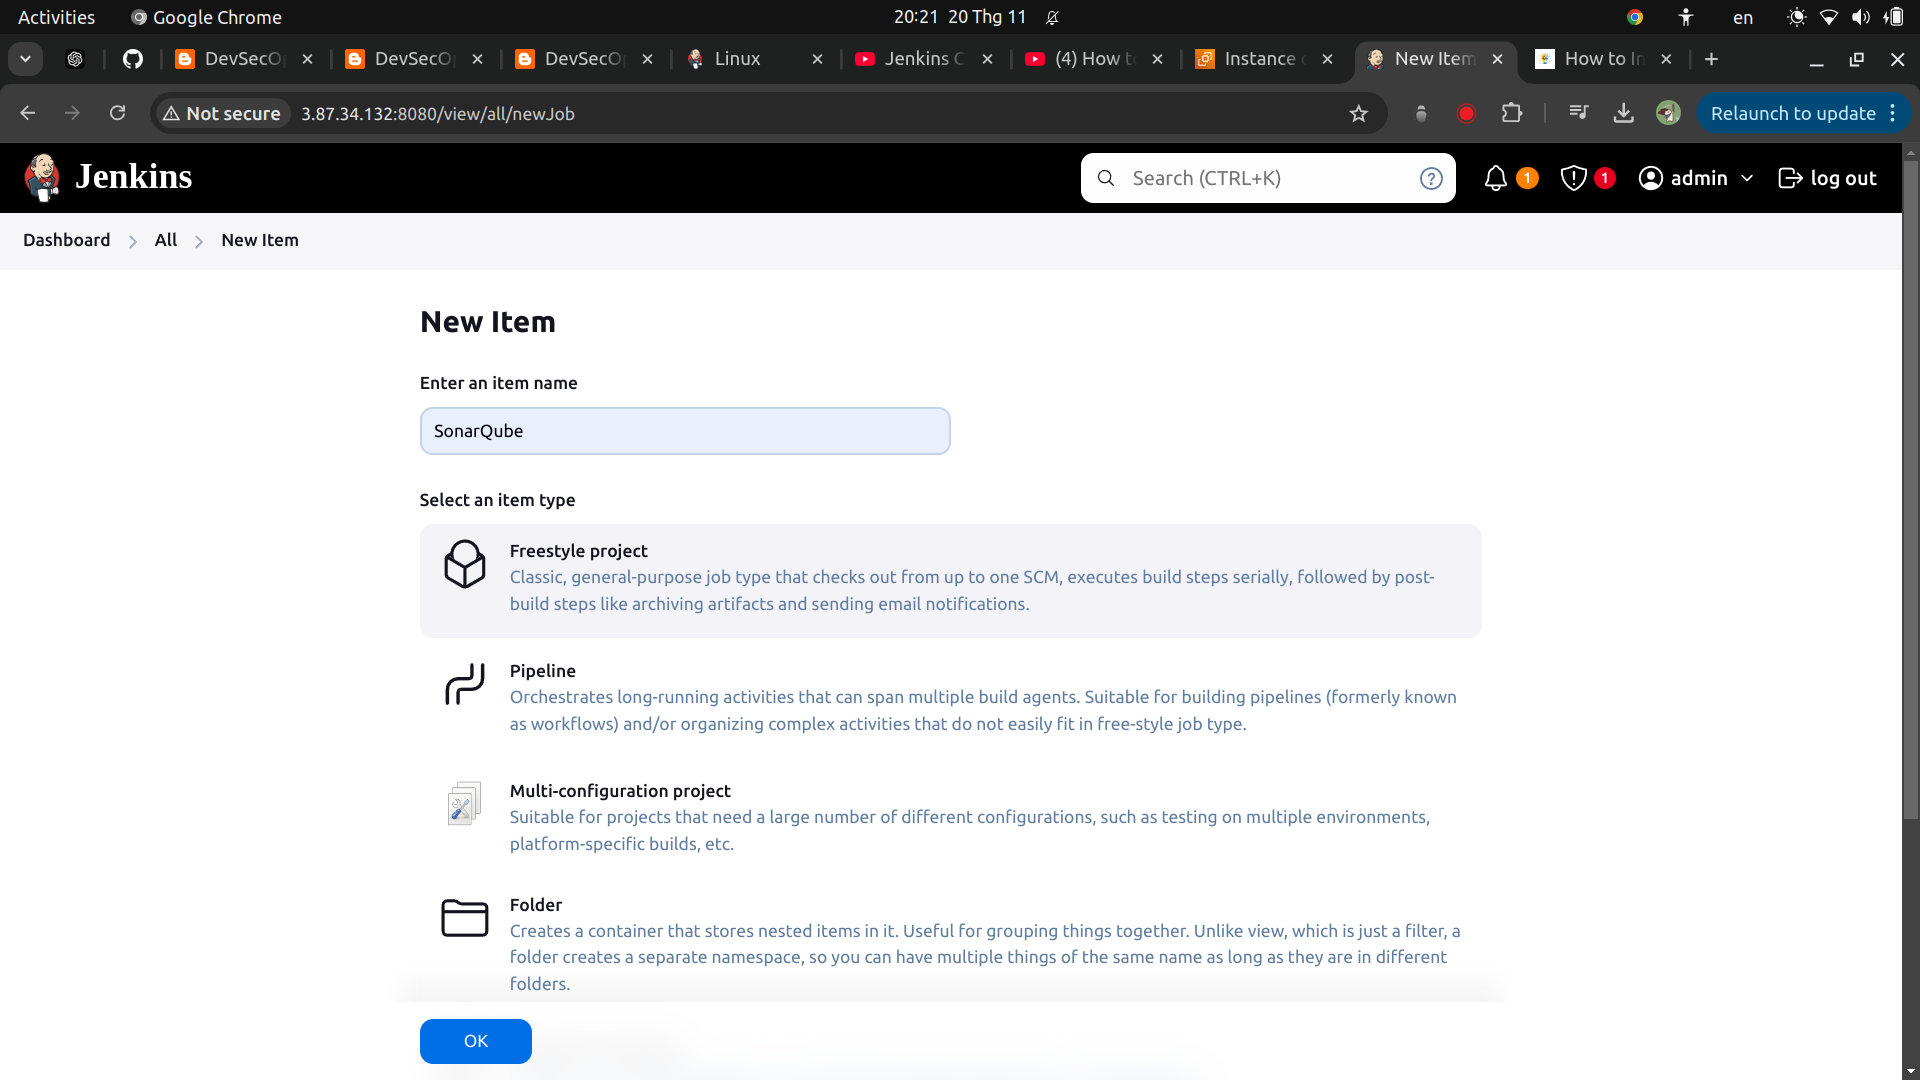 Activities
Google Chrome
20:21 20 Thg 11
en
DevSecO
DevSecO
DevSecO
Linux
Jenkins C
(4) How t
Instance
New Item
How to In
Not secure
3.87.34.132:8080/view/all/newJob
Relaunch to update
Jenkins
Search (CTRL+K)
1
1
admin
log out
Dashboard
All
New Item
New Item
Enter an item name
SonarQube
Select an item type
Freestyle project
Classic, general-purpose job type that checks out from up to one SCM, executes build steps serially, followed by post-
build steps like archiving artifacts and sending email notifications.
Pipeline
Orchestrates long-running activities that can span multiple build agents. Suitable for building pipelines (formerly known
as workflows) and/or organizing complex activities that do not easily fit in free-style job type.
Multi-configuration project
Suitable for projects that need a large number of different configurations, such as testing on multiple environments,
platform-specific builds, etc.
Folder
Creates a container that stores nested items in it. Useful for grouping things together. Unlike view, which is just a filter, a
folder creates a separate namespace, so you can have multiple things of the same name as long as they are in different
folders.
OK